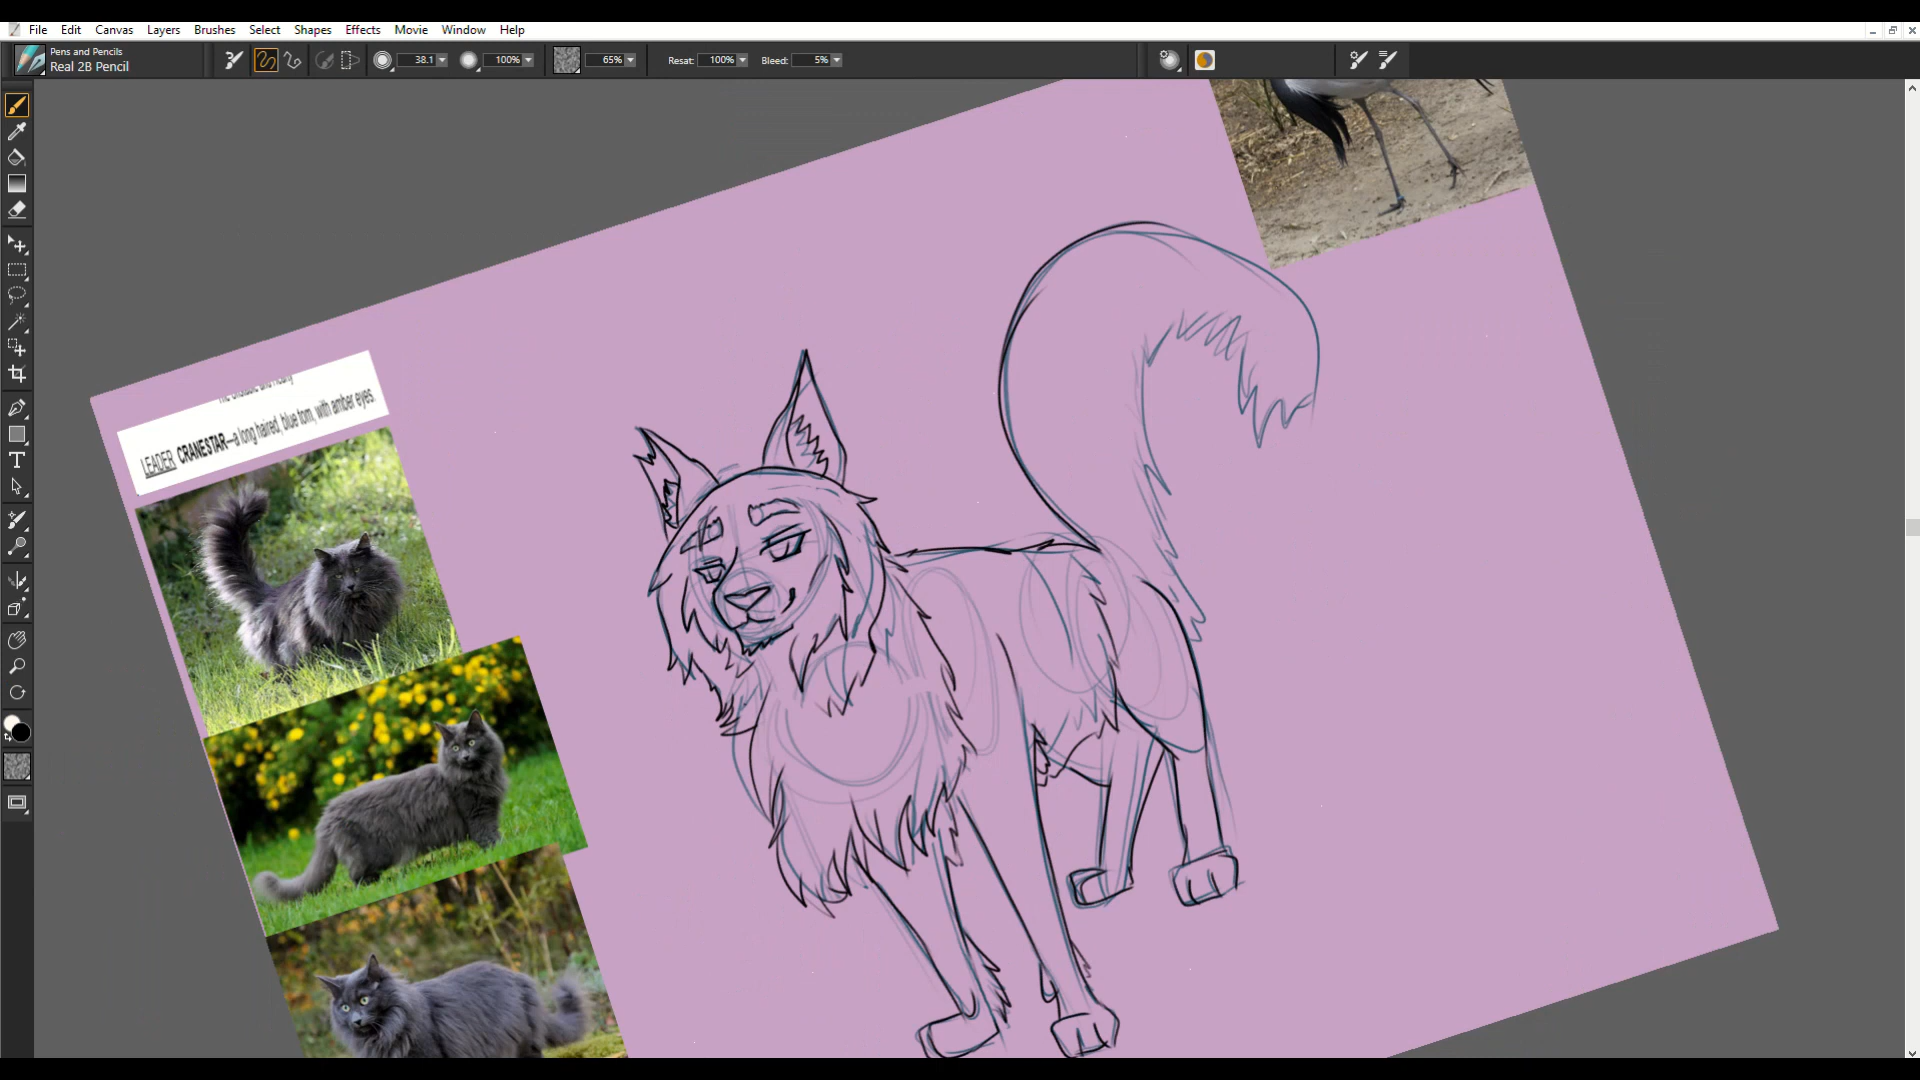 File Edit Canvas Layers Brushes Select Shapes Effects Movie Window Help
Pens and Pencils
Real 2B Pencil
38.1 100% 65% Resat: 100% Bleed: 5%
LEADER CRANESTAR—a long haired, blue tom, with amber eyes.